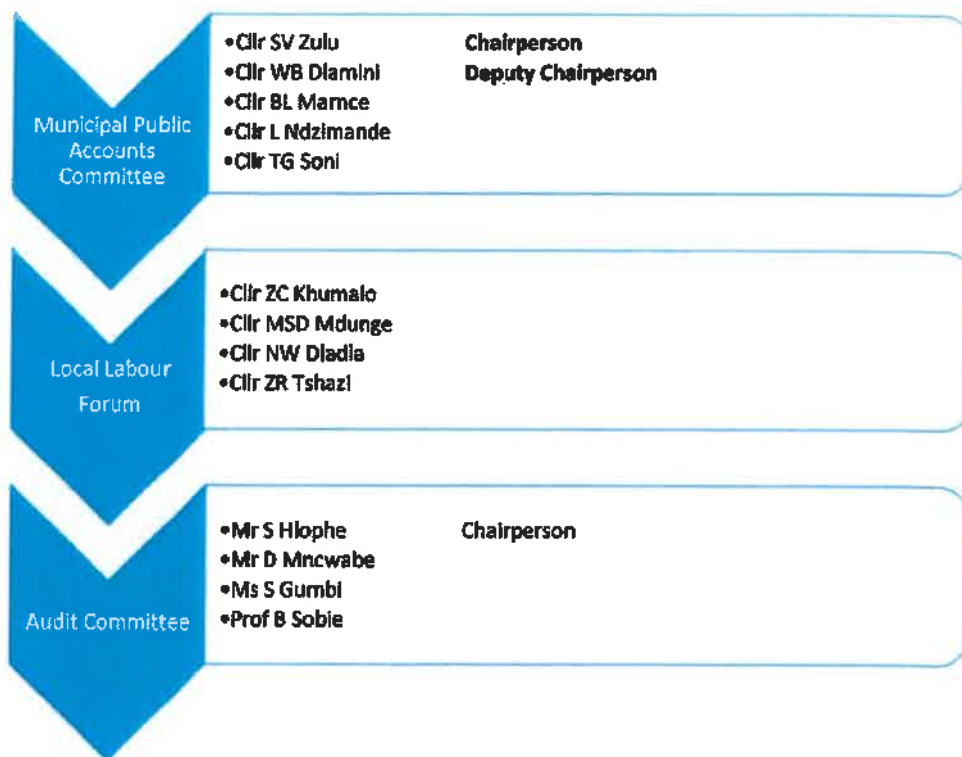 Municipal Public
Accounts
Committee
•Cllr SV Zulu Chairperson
•Cllr WB Dlamini Deputy Chairperson
•Cllr BL Marnce
•Cllr L Ndzimande
•Cllr TG Soni
Local Labour
Forum
•Cllr ZC Khumalo
•Cllr MSD Mdunge
•Cllr NW Dladla
•Cllr ZR Tshazi
Audit Committee
•Mr S Hlophe Chairperson
•Mr D Mncwabe
•Ms S Gumbi
•Prof B Sobie